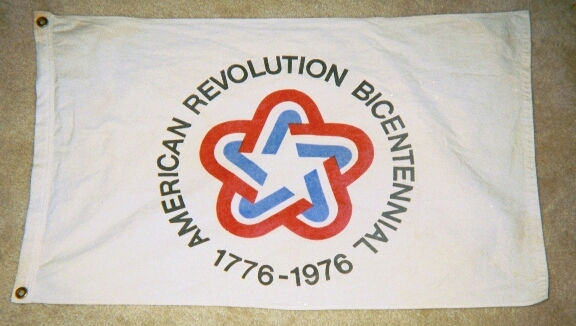 AMERICAN REVOLUTION BICENTENNIAL
1776-1976